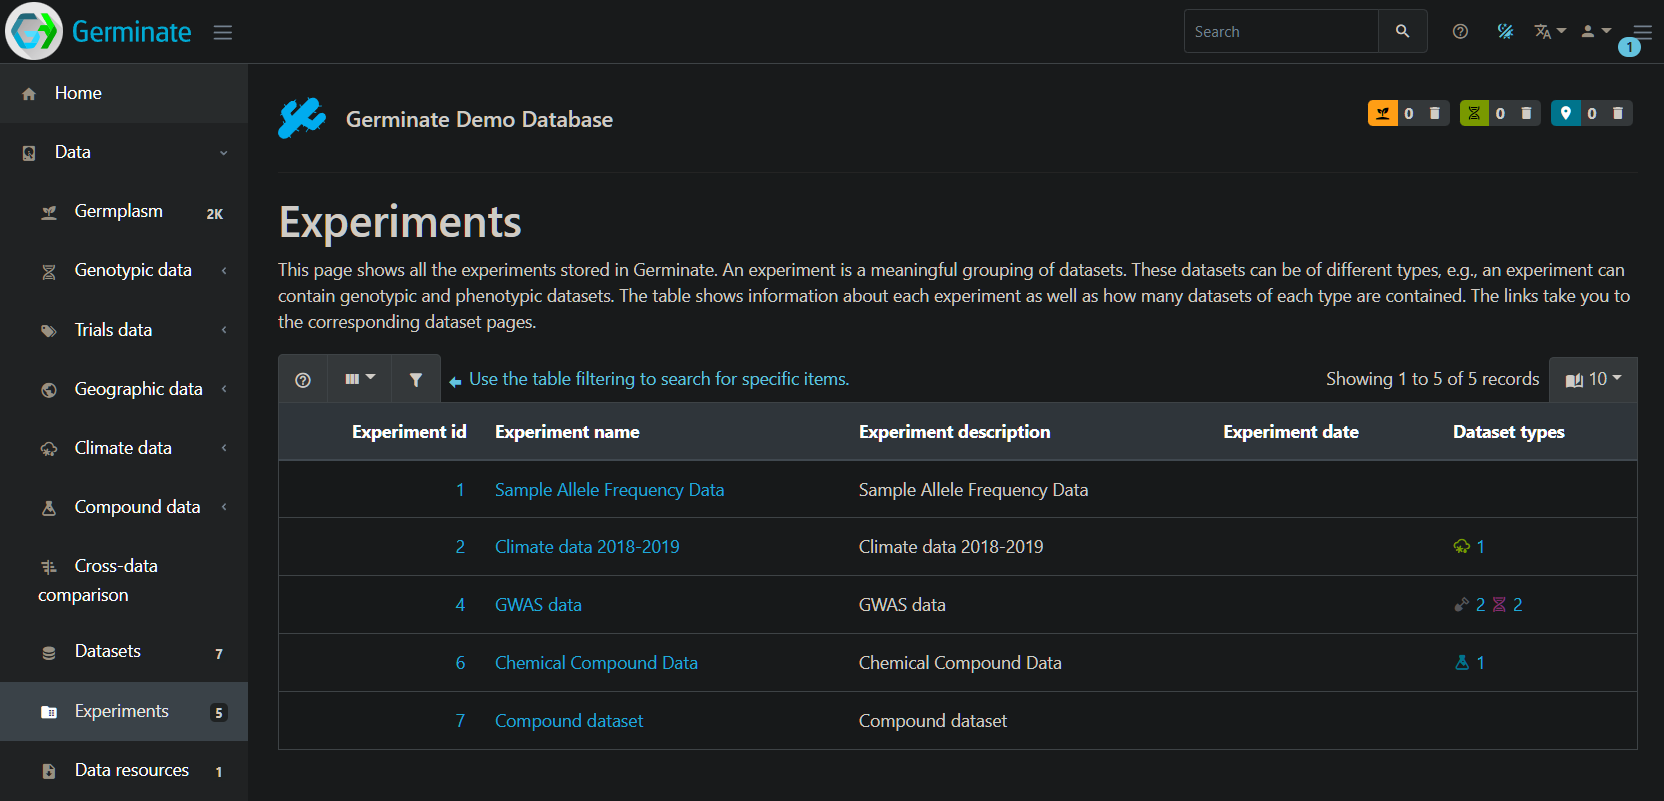 Germinate
Search
1
Home
Data
Germplasm 2K
Genotypic data
Trials data
Geographic data
Climate data
Compound data
Cross-data
comparison
Datasets 7
Experiments 5
Data resources 1
Germinate Demo Database
0 0 0
Experiments
This page shows all the experiments stored in Germinate. An experiment is a meaningful grouping of datasets. These datasets can be of different types, e.g., an experiment can
contain genotypic and phenotypic datasets. The table shows information about each experiment as well as how many datasets of each type are contained. The links take you to
the corresponding dataset pages.
Use the table filtering to search for specific items. Showing 1 to 5 of 5 records 10
Experiment id Experiment name Experiment description Experiment date Dataset types
1 Sample Allele Frequency Data Sample Allele Frequency Data
2 Climate data 2018-2019 Climate data 2018-2019 1
4 GWAS data GWAS data 2 2
6 Chemical Compound Data Chemical Compound Data 1
7 Compound dataset Compound dataset